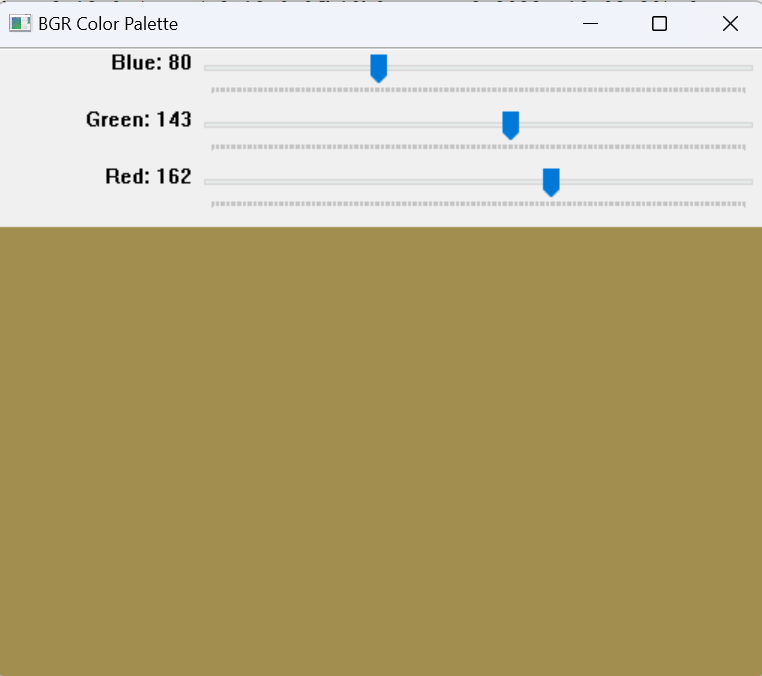 BGR Color Palette
Blue: 80
Green: 143
Red: 162